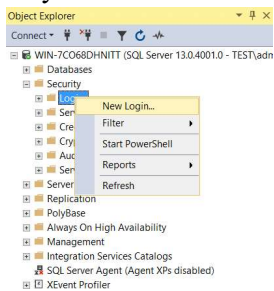 Object Explorer
Connect
WIN-7CO68DHNITT (SQL Server 13.0.4001.0 - TEST\adm
Databases
Security
Log
New Login...
Ser
Filter
Cre
Cry
Start PowerShell
Aud
Reports
Ser
Server
Refresh
Replication
PolyBase
Always On High Availability
Management
Integration Services Catalogs
SQL Server Agent (Agent XPs disabled)
XEvent Profiler